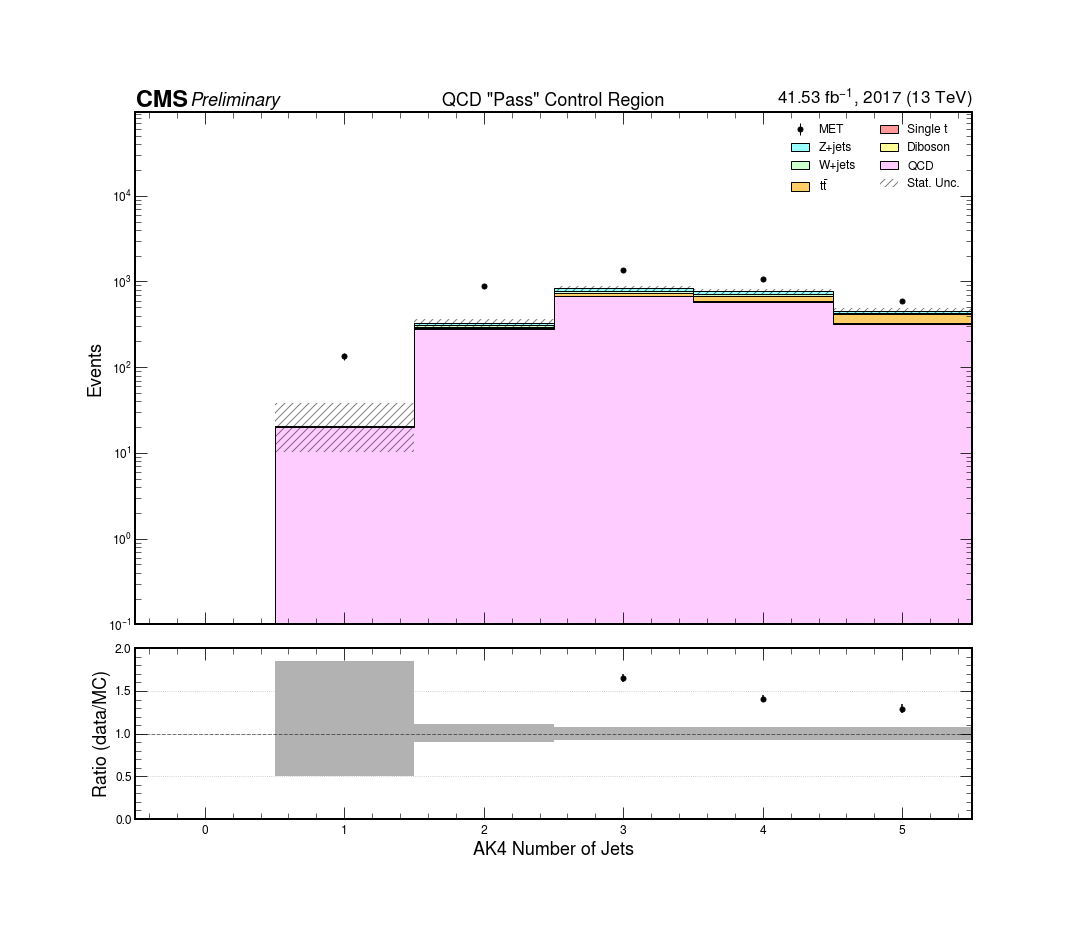 CMS Preliminary QCD "Pass" Control Region 41.53 fb⁻¹, 2017 (13 TeV)
MET Single t
Z+jets Diboson
W+jets QCD
tt̄ Stat. Unc.
10⁴
10³
10²
10¹
10⁰
10⁻¹
Events
2.0
1.5
1.0
0.5
0.0
Ratio (data/MC)
0 1 2 3 4 5
AK4 Number of Jets